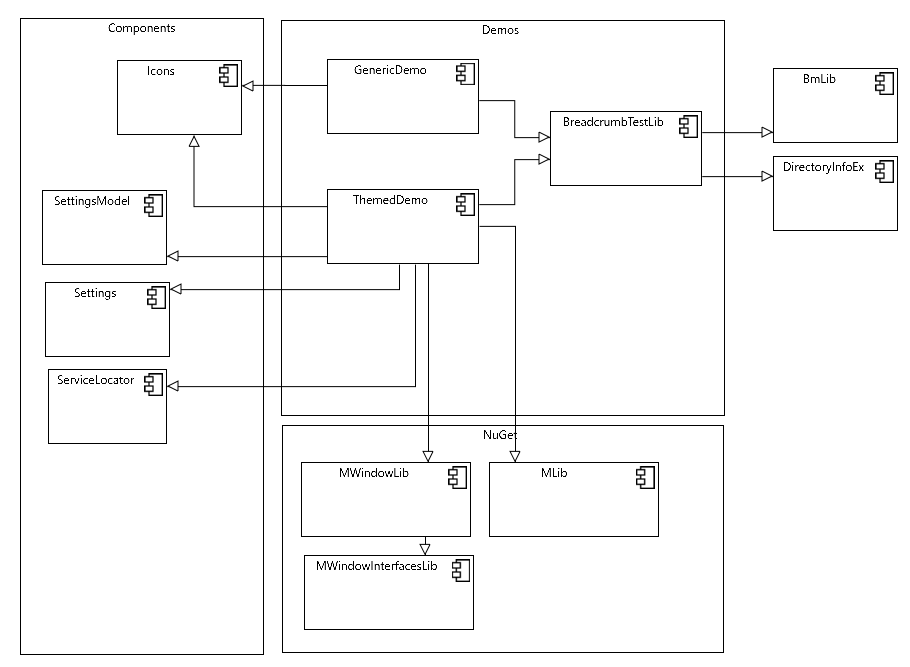 Components
Demos
Icons
GenericDemo
BmLib
BreadcrumbTestLib
DirectoryInfoEx
SettingsModel
ThemedDemo
Settings
ServiceLocator
NuGet
MWindowLib
MLib
MWindowInterfacesLib